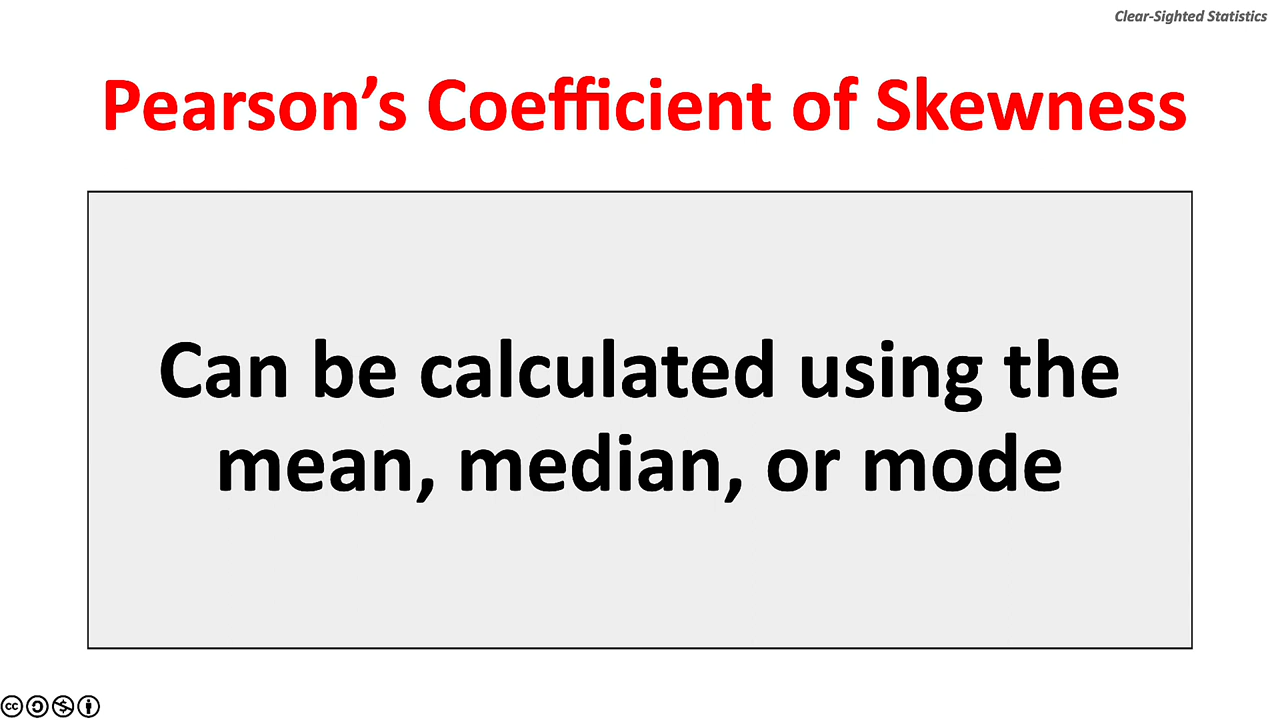 Clear-Sighted Statistics
Pearson’s Coefficient of Skewness
Can be calculated using the
mean, median, or mode